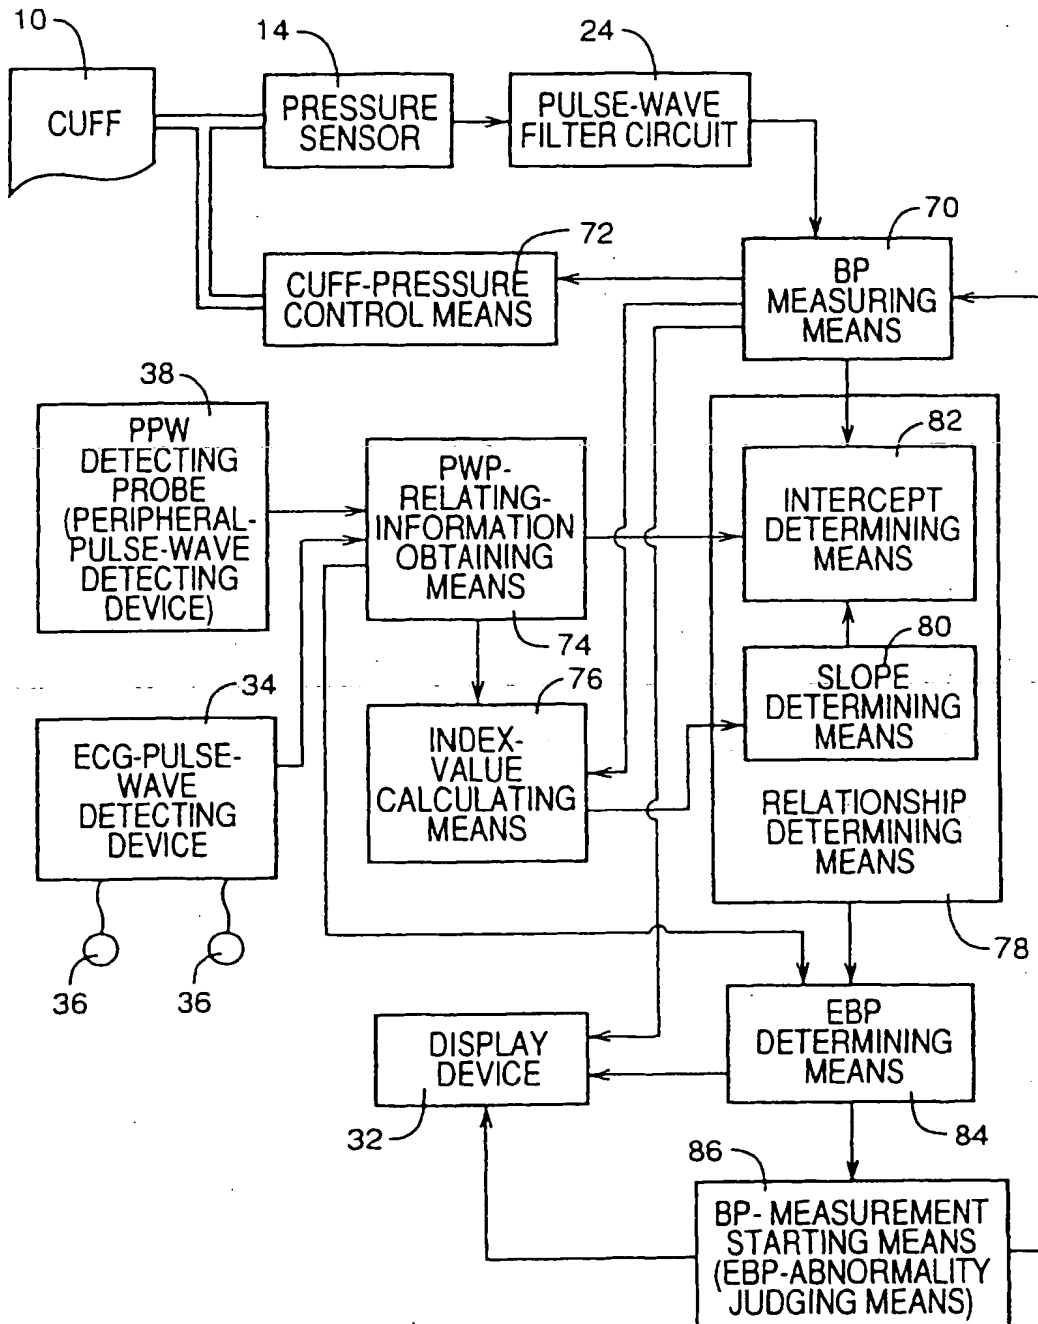 10
14
24
CUFF
PRESSURE
SENSOR
PULSE-WAVE
FILTER CIRCUIT
72
CUFF-PRESSURE
CONTROL MEANS
70
BP
MEASURING
MEANS
38
PPW
DETECTING
PROBE
(PERIPHERAL-
PULSE-WAVE
DETECTING
DEVICE)
PWP-
RELATING-
INFORMATION
OBTAINING
MEANS
74
82
INTERCEPT
DETERMINING
MEANS
80
SLOPE
DETERMINING
MEANS
RELATIONSHIP
DETERMINING
MEANS
78
34
ECG-PULSE-
WAVE
DETECTING
DEVICE
36
36
76
INDEX-
VALUE
CALCULATING
MEANS
EBP
DETERMINING
MEANS
84
DISPLAY
DEVICE
32
86
BP- MEASUREMENT
STARTING MEANS
(EBP-ABNORMALITY
JUDGING MEANS)